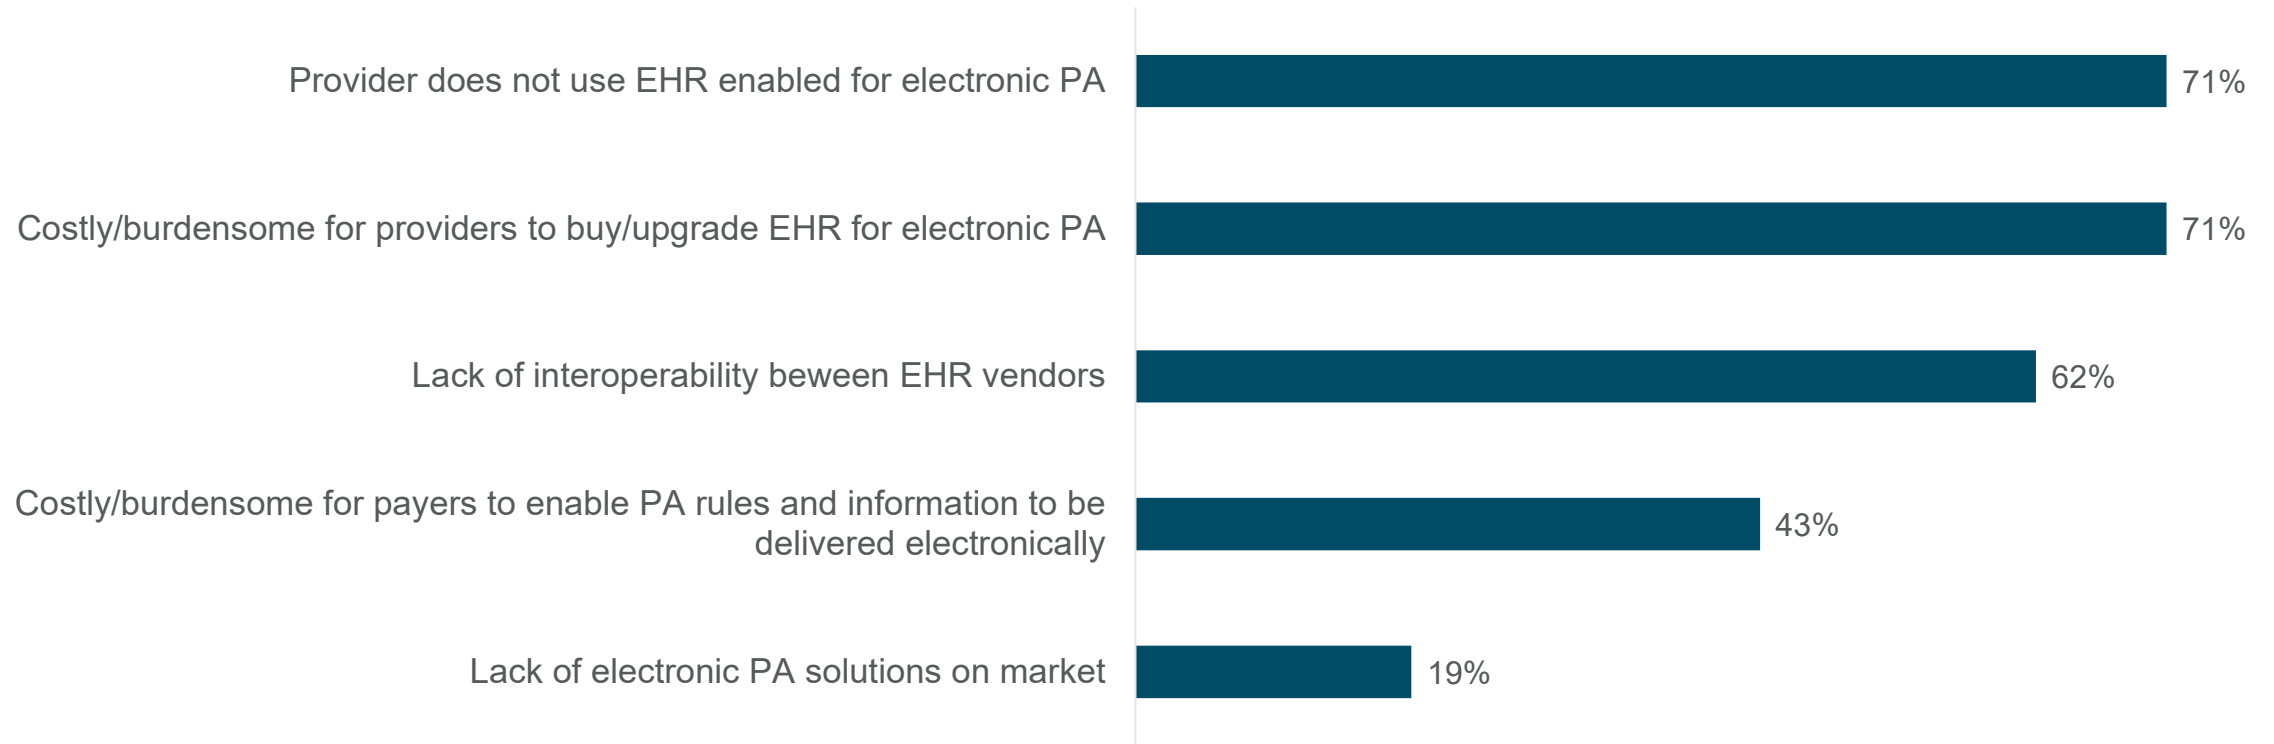 Provider does not use EHR enabled for electronic PA
71%
Costly/burdensome for providers to buy/upgrade EHR for electronic PA
71%
Lack of interoperability beween EHR vendors
62%
Costly/burdensome for payers to enable PA rules and information to be
delivered electronically
43%
Lack of electronic PA solutions on market
19%